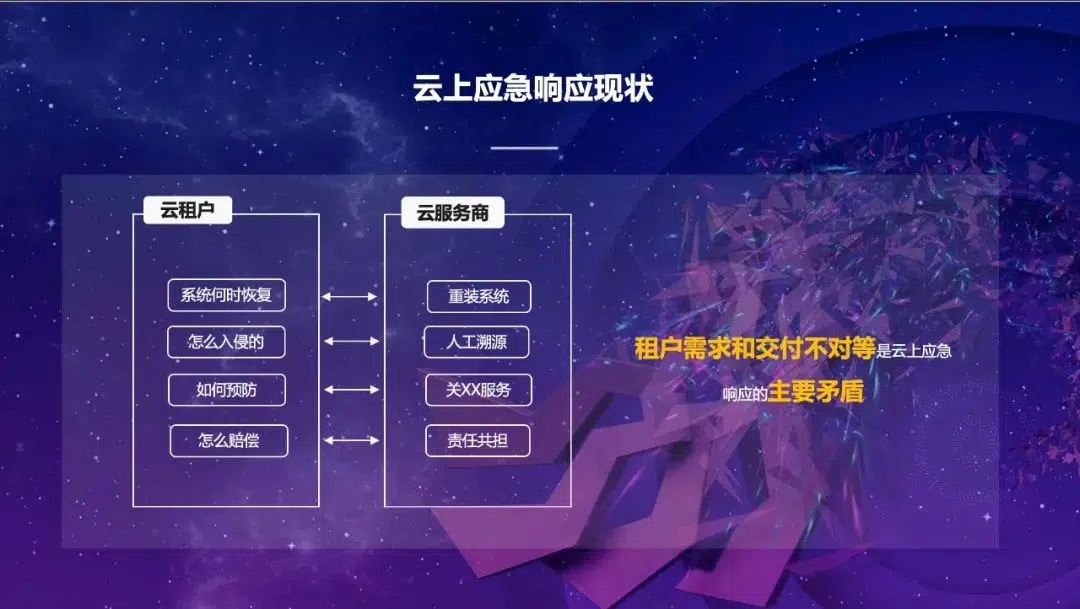 云上应急响应现状
云租户
云服务商
系统何时恢复
重装系统
怎么入侵的
人工溯源
如何预防
关XX服务
怎么赔偿
责任共担
租户需求和交付不对等是云上应急
响应的主要矛盾